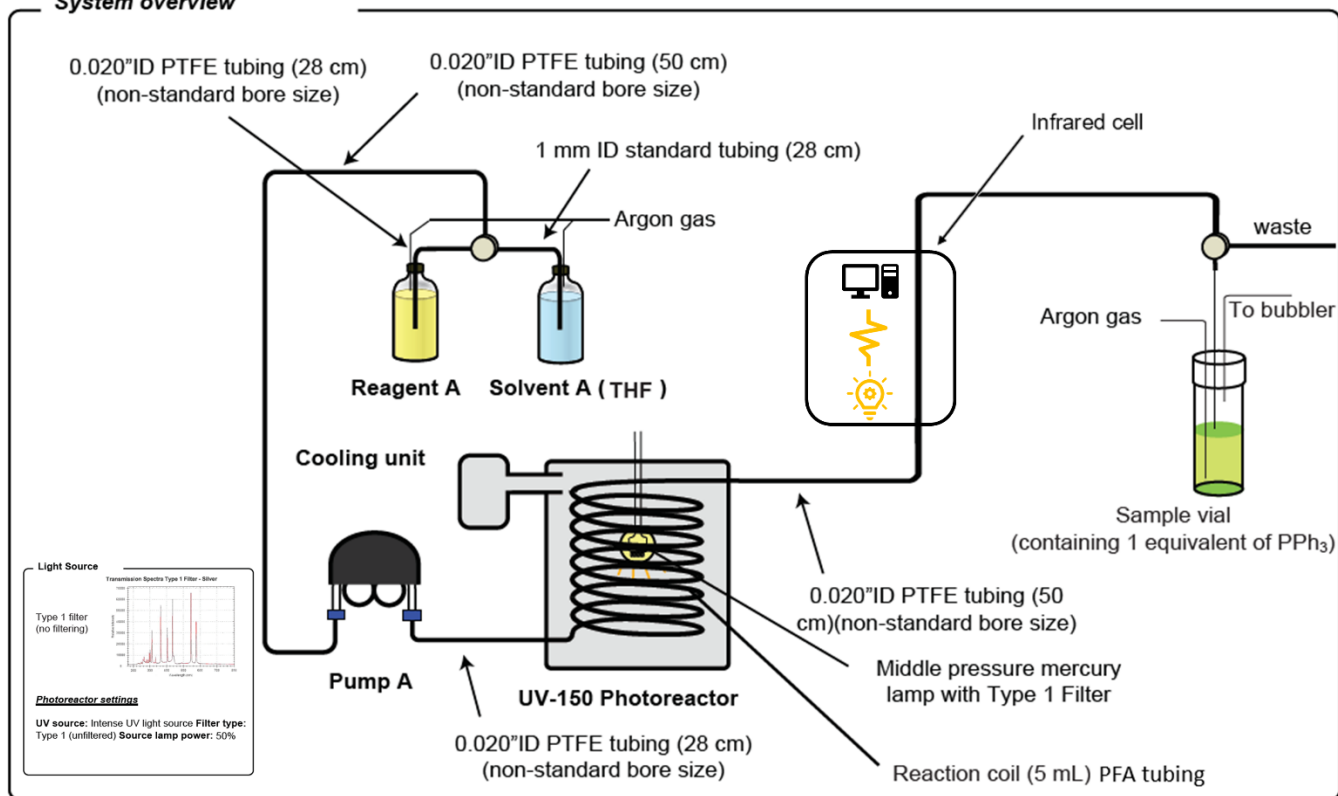 System overview
0.020”ID PTFE tubing (28 cm)
(non-standard bore size)
0.020”ID PTFE tubing (50 cm)
(non-standard bore size)
1 mm ID standard tubing (28 cm)
Argon gas
Reagent A
Solvent A (THF)
Infrared cell
waste
Argon gas
To bubbler
Sample vial
(containing 1 equivalent of PPh₃)
Cooling unit
Pump A
UV-150 Photoreactor
0.020”ID PTFE tubing (50
cm)(non-standard bore size)
Middle pressure mercury
lamp with Type 1 Filter
0.020”ID PTFE tubing (28 cm)
(non-standard bore size)
Reaction coil (5 mL) PFA tubing
Light Source
Transmission Spectra Type 1 Filter - Silver
Type 1 filter
(no filtering)
Photoreactor settings
UV source: Intense UV light source Filter type:
Type 1 (unfiltered) Source lamp power: 50%